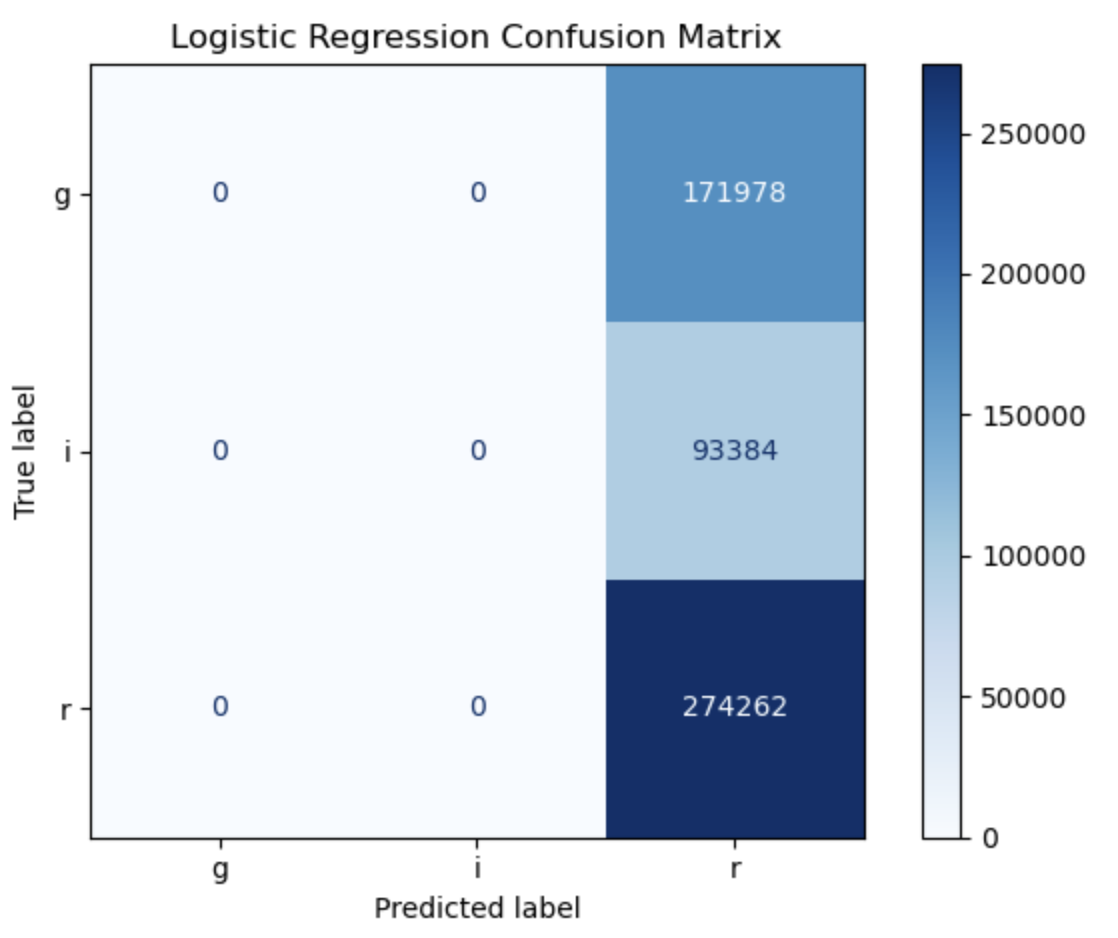 Logistic Regression Confusion Matrix
True label
g
0 0 171978
i
0 0 93384
r
0 0 274262
g i r
Predicted label
250000
200000
150000
100000
50000
0